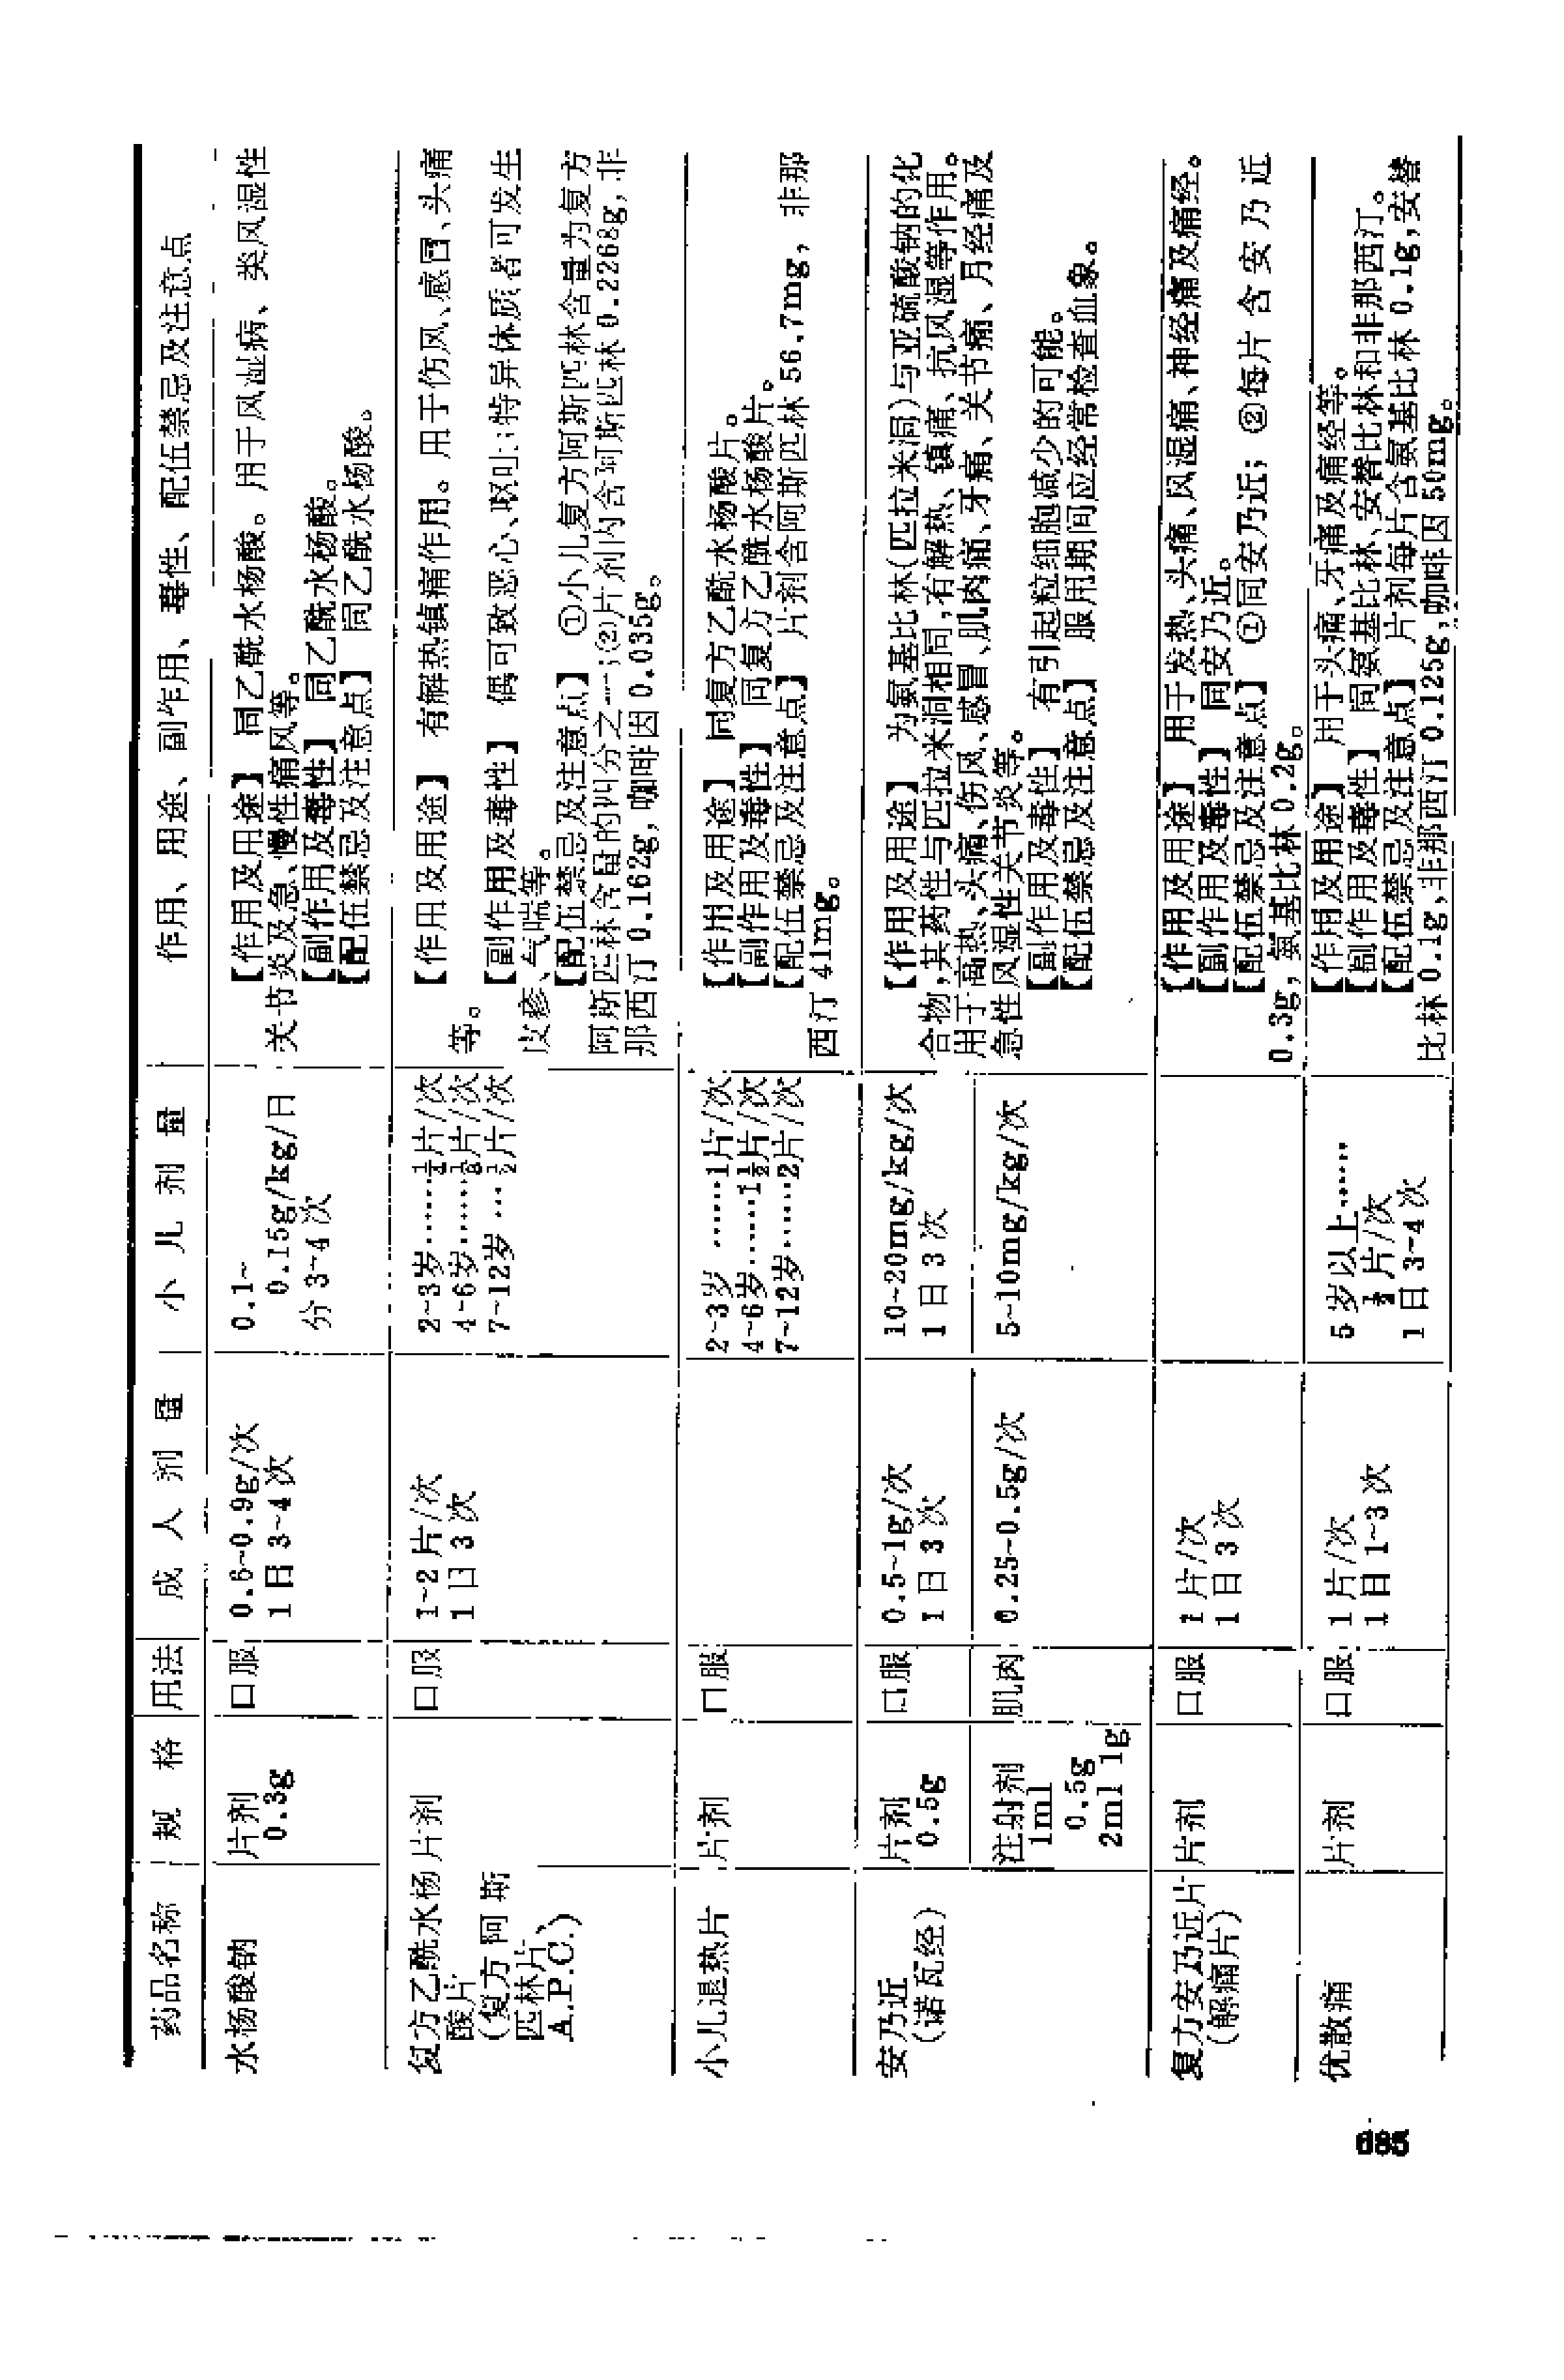 药品名称 规格 用法 成人剂量 小儿剂量 作用、用途、副作用、毒性、配伍禁忌及注意点
水杨酸钠
片剂
0.3g
口服
0.6~0.9g/次
1日3~4次
0.1~
0.15g/kg/日
分3~4次
【作用及用途】 同乙酰水杨酸。用于风湿病、类风湿性
关节炎及急、慢性痛风等。
【副作用及毒性】 同乙酰水杨酸。
【配伍禁忌及注意点】 同乙酰水杨酸。
复方乙酰水杨
酸片
(复方阿斯
匹林片、
A.P.C.)
片剂
口服
1~2片/次
1日3次
2~3岁……片/次
4~6岁……片/次
7~12岁…½片/次
【作用及用途】 有解热镇痛作用。用于伤风、感冒、头痛
等。
【副作用及毒性】 偶可致恶心、呕吐;特异体质者可发生
皮疹、气喘等。
【配伍禁忌及注意点】 ①小儿复方阿斯匹林含量为复方
阿斯匹林含量的四分之一;②片剂内含阿斯匹林0.2268g,非
那西汀0.162g,咖啡因0.035g。
小儿退热片
片剂
口服
2~3岁……1片/次
4~6岁……1½片/次
7~12岁……2片/次
【作用及用途】 同复方乙酰水杨酸片。
【副作用及毒性】 同复方乙酰水杨酸片。
【配伍禁忌及注意点】 片剂含阿斯匹林56.7mg,非那
西汀41mg。
安乃近
(诺瓦经)
片剂
0.5g
口服
0.5~1g/次
1日3次
10~20mg/kg/次
1日3次
注射剂
1ml
0.5g
2ml 1g
肌肉
0.25~0.5g/次
5~10mg/kg/次
【作用及用途】 为氨基比林(匹拉米洞)与亚硫酸钠的化
合物,其药性与匹拉米洞相同,有解热、镇痛、抗风湿等作用。
用于高热、头痛、伤风、感冒、肌肉痛、牙痛、关节痛、月经痛及
急性风湿性关节炎等。
【副作用及毒性】 有引起粒细胞减少的可能。
【配伍禁忌及注意点】 服用期间应经常检查血象。
复方安乃近片
(解痛片)
片剂
口服
1片/次
1日3次
【作用及用途】 用于发热、头痛、风湿痛、神经痛及痛经。
【副作用及毒性】 同安乃近。
【配伍禁忌及注意点】 ①同安乃近;②每片含安乃近
0.3g,氨基比林0.2g。
优散痛
片剂
口服
1片/次
1日1~3次
5岁以上……
½片/次
1日3~4次
【作用及用途】 用于头痛、牙痛及痛经等。
【副作用及毒性】 同氨基比林、安替比林和非那西汀。
【配伍禁忌及注意点】 片剂每片含氨基比林0.1g,安替
比林0.1g,非那西汀0.125g,咖啡因50mg。